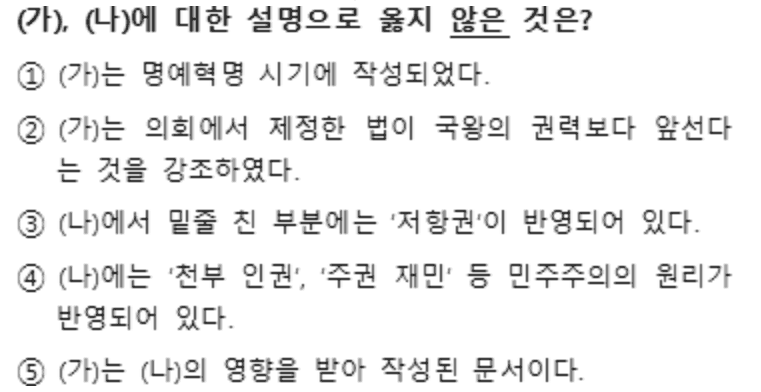 (가), (나)에 대한 설명으로 옳지 않은 것은?
① (가)는 명예혁명 시기에 작성되었다.
② (가)는 의회에서 제정한 법이 국왕의 권력보다 앞선다
는 것을 강조하였다.
③ (나)에서 밑줄 친 부분에는 '저항권'이 반영되어 있다.
④ (나)에는 '천부 인권', '주권 재민' 등 민주주의의 원리가
반영되어 있다.
⑤ (가)는 (나)의 영향을 받아 작성된 문서이다.